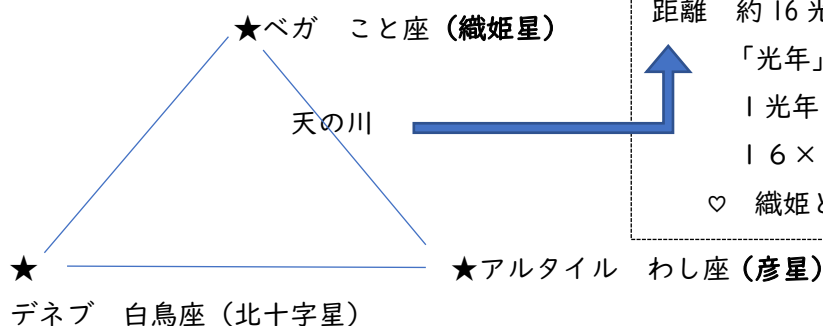 ★ベガ　こと座（織姫星）
距離　約16光
「光年」
天の川
1光年
16×
♡　織姫と
★
★アルタイル　わし座（彦星）
デネブ　白鳥座（北十字星）